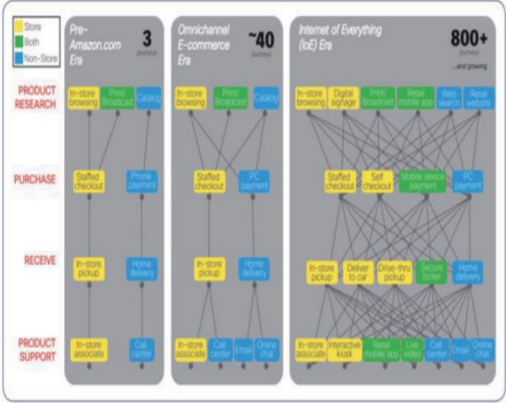 Store
Both
Non-Store
Pre-
Amazon.com
Era
3
journeys
Omnichannel
E-commerce
Era
~40
journeys
Internet of Everything
(IoE) Era
800+
journeys
...and growing
PRODUCT
RESEARCH
In-store
browsing
Print/
Broadcast
Catalog
In-store
browsing
Print/
Broadcast
Catalog
In-store
browsing
Digital
signage
Print/
Broadcast
Retail
mobile app
Web
search
Retail
website
PURCHASE
Staffed
checkout
Phone
payment
Staffed
checkout
PC
payment
Staffed
checkout
Self
checkout
Mobile device
payment
PC
payment
RECEIVE
In-store
pickup
Home
delivery
In-store
pickup
Home
delivery
In-store
pickup
Deliver
to car
Drive-thru
pickup
Secure
locker
Home
delivery
PRODUCT
SUPPORT
In-store
associate
Call
center
In-store
associate
Call
center
Email
Online
chat
In-store
associate
Interactive
kiosk
Retail
mobile app
Live
video
Call
center
Email
Online
chat